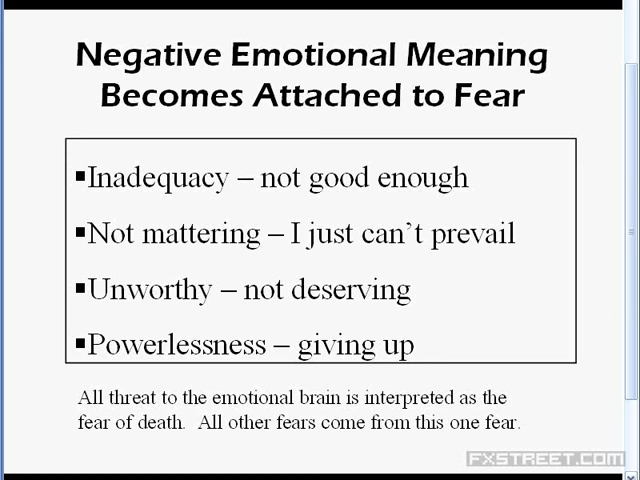 Negative Emotional Meaning
Becomes Attached to Fear
▪Inadequacy – not good enough
▪Not mattering – I just can’t prevail
▪Unworthy – not deserving
▪Powerlessness – giving up
All threat to the emotional brain is interpreted as the
fear of death.  All other fears come from this one fear.
FXSTREET.COM